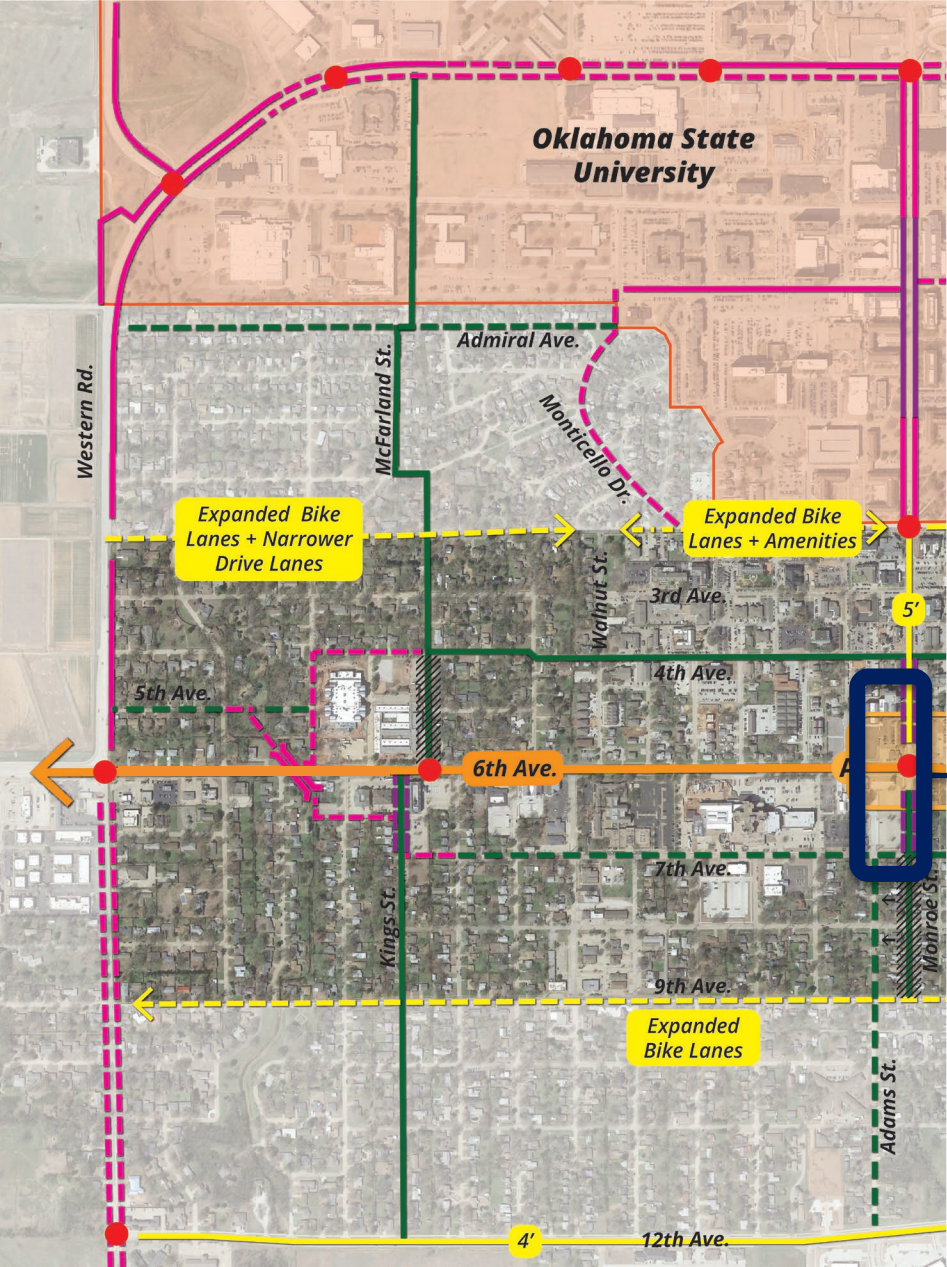 Oklahoma State
University
Western Rd.
McFarland St.
Admiral Ave.
Monticello Dr.
Expanded Bike
Lanes + Narrower
Drive Lanes
Expanded Bike
Lanes + Amenities
Walnut St.
3rd Ave.
5'
4th Ave.
5th Ave.
6th Ave.
A
7th Ave.
Kings St.
Monroe St.
9th Ave.
Expanded
Bike Lanes
Adams St.
4'
12th Ave.